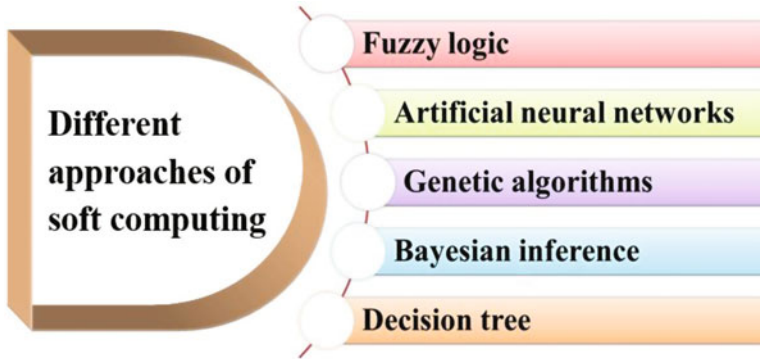 Different
approaches of
soft computing
Fuzzy logic
Artificial neural networks
Genetic algorithms
Bayesian inference
Decision tree